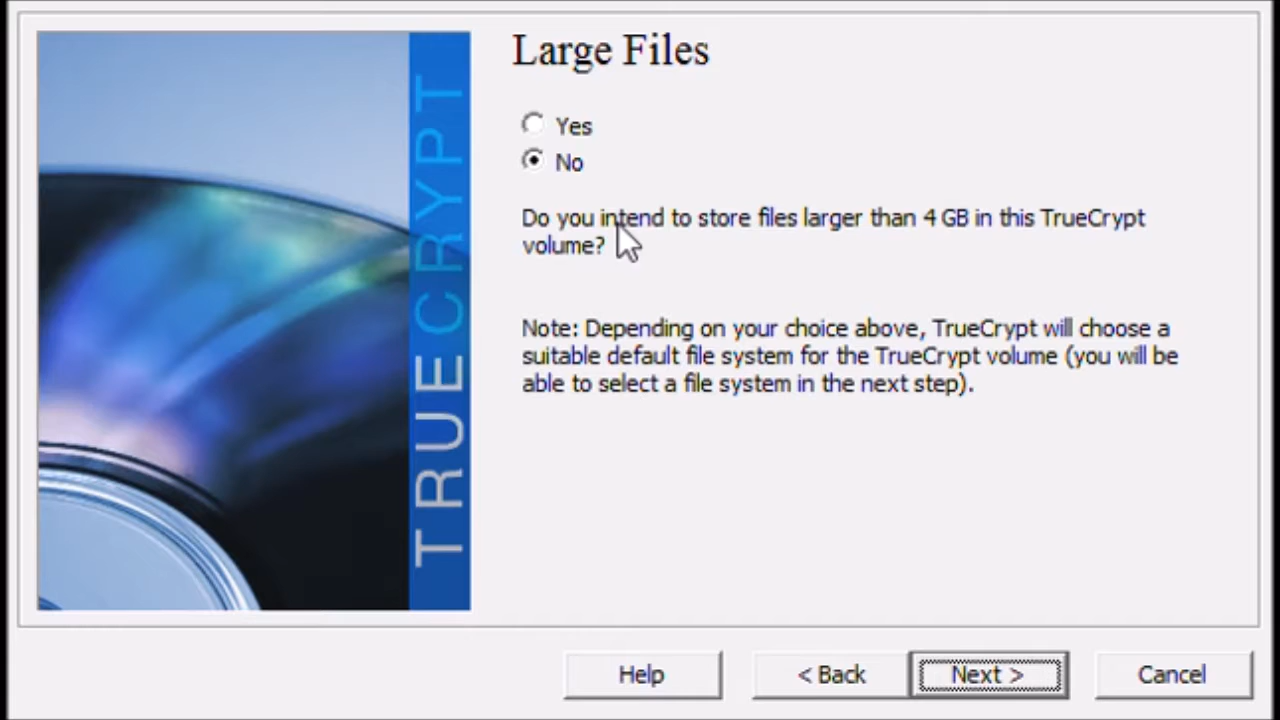 Large Files
Yes
No
Do you intend to store files larger than 4 GB in this TrueCrypt
volume?
Note: Depending on your choice above, TrueCrypt will choose a
suitable default file system for the TrueCrypt volume (you will be
able to select a file system in the next step).
TRUECRYPT
Help
< Back
Next >
Cancel